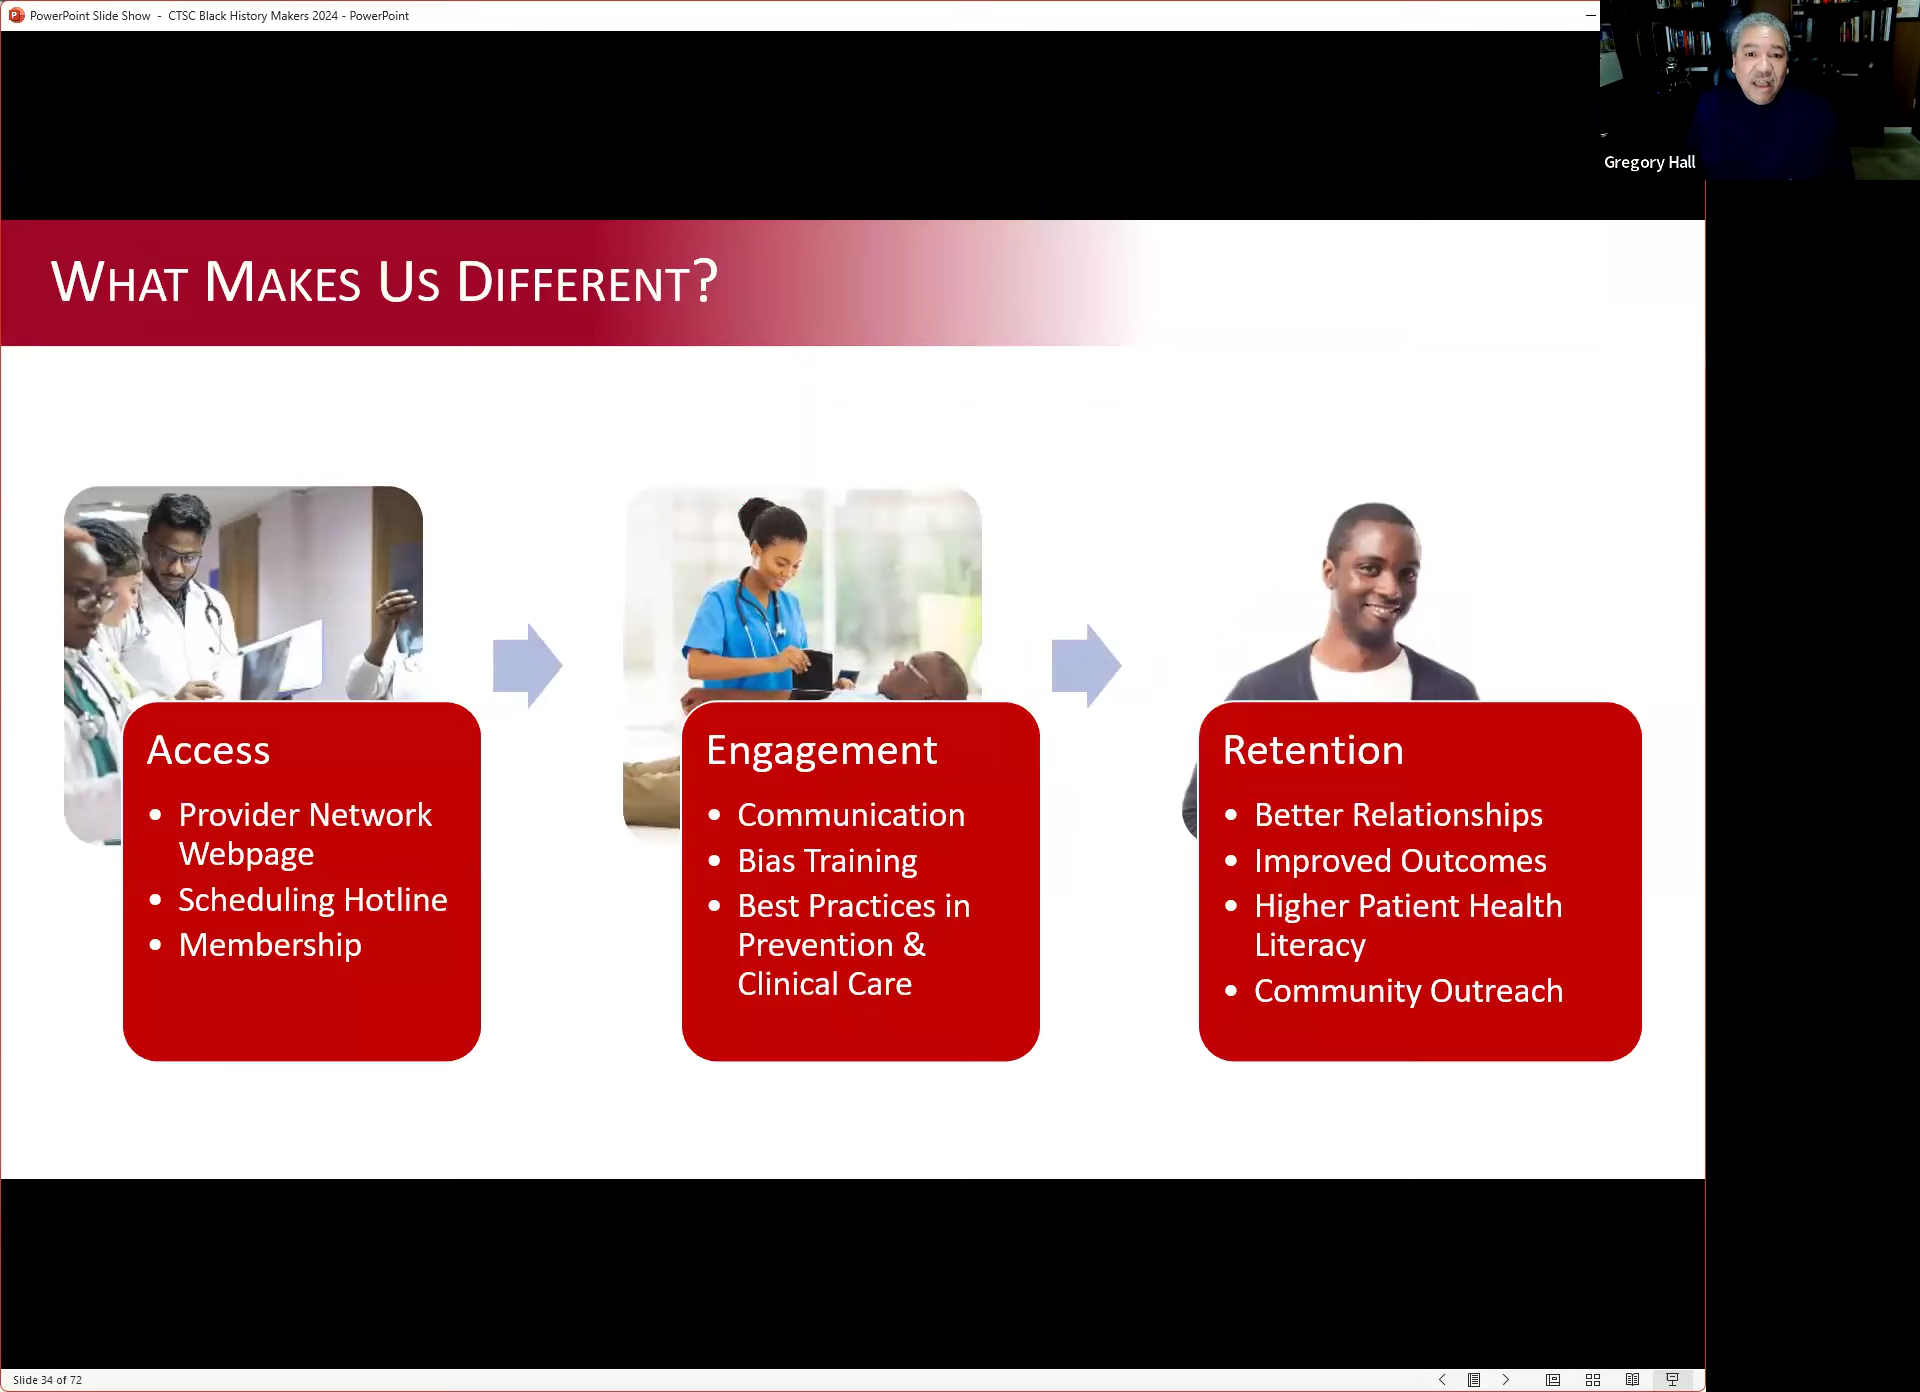 PowerPoint Slide Show - CTSC Black History Makers 2024 - PowerPoint
Gregory Hall
WHAT MAKES US DIFFERENT?
Access
• Provider Network
Webpage
• Scheduling Hotline
• Membership
Engagement
• Communication
• Bias Training
• Best Practices in
Prevention &
Clinical Care
Retention
• Better Relationships
• Improved Outcomes
• Higher Patient Health
Literacy
• Community Outreach
Slide 34 of 72